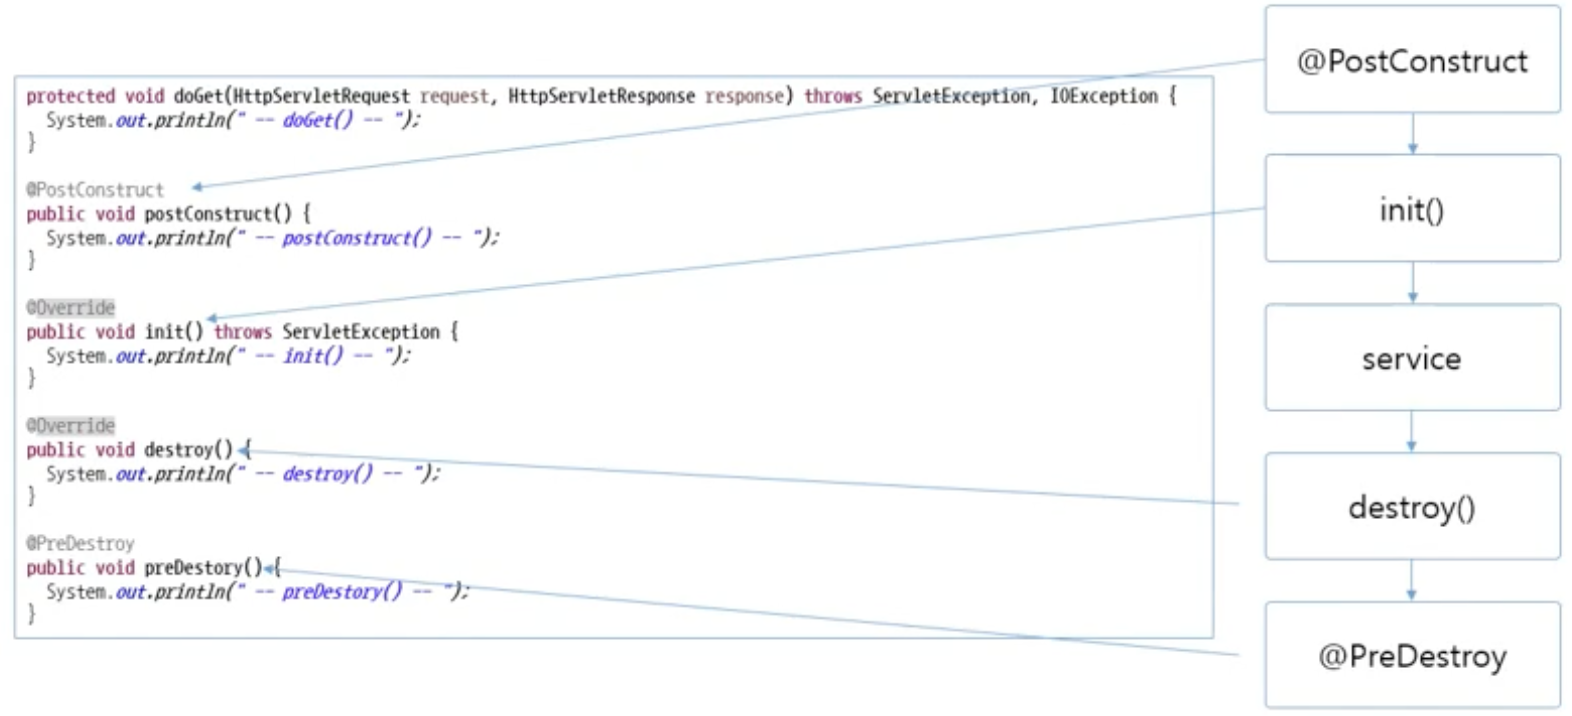 protected void doGet(HttpServletRequest request, HttpServletResponse response) throws ServletException, IOException {
  System.out.println(" -- doGet() -- ");
}
@PostConstruct
public void postConstruct() {
  System.out.println(" -- postConstruct() -- ");
}
@Override
public void init() throws ServletException {
  System.out.println(" -- init() -- ");
}
@Override
public void destroy() {
  System.out.println(" -- destroy() -- ");
}
@PreDestroy
public void preDestory() {
  System.out.println(" -- preDestory() -- ");
}
@PostConstruct
init()
service
destroy()
@PreDestroy